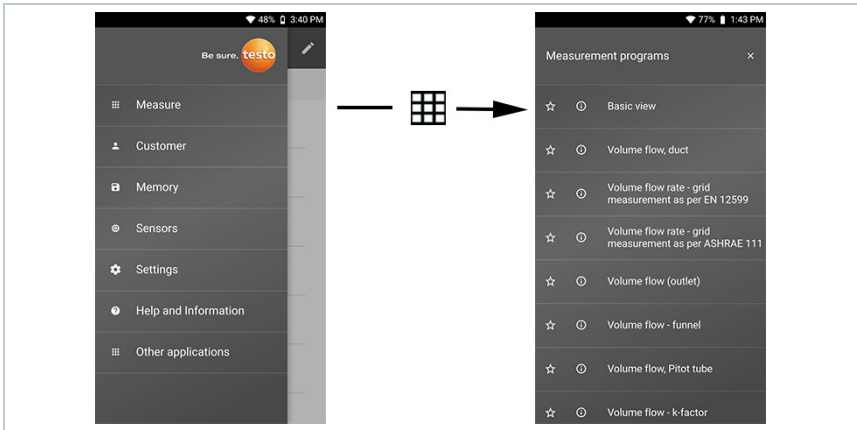 48% 3:40 PM
Be sure. testo
Measure
Customer
Memory
Sensors
Settings
Help and Information
Other applications
77% 1:43 PM
Measurement programs ×
Basic view
Volume flow, duct
Volume flow rate - grid
measurement as per EN 12599
Volume flow rate - grid
measurement as per ASHRAE 111
Volume flow (outlet)
Volume flow - funnel
Volume flow, Pitot tube
Volume flow - k-factor